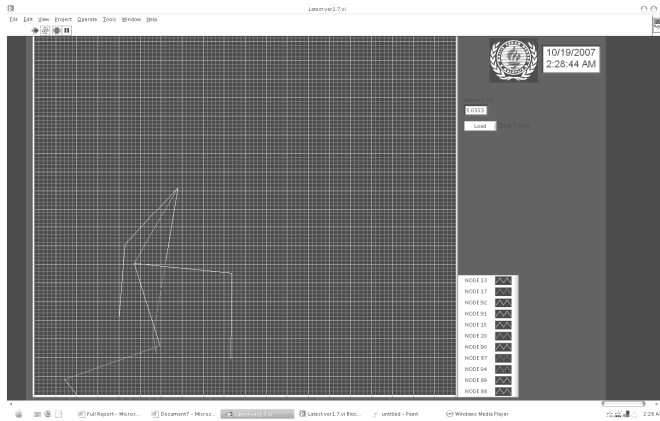 Latest ver1.7.vi
File Edit View Project Operate Tools Window Help
10/19/2007
2:28:44 AM
5.0313
Load
NODE 13
NODE 17
NODE 92
NODE 91
NODE 15
NODE 20
NODE 90
NODE 87
NODE 94
NODE 89
NODE 88
Full Report - Micros... Document7 - Micros... Latest ver1.7.vi Latest ver1.7.vi Bloc... untitled - Paint Windows Media Player 2:28 A